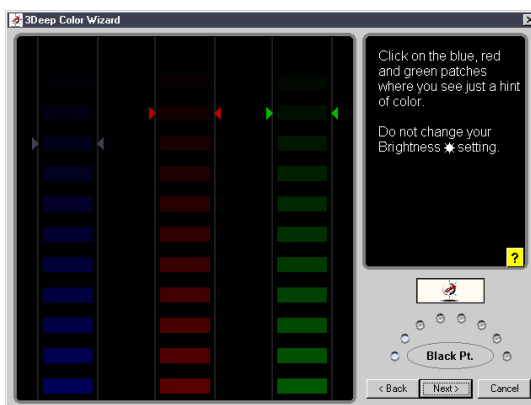 3Deep Color Wizard
Click on the blue, red
and green patches
where you see just a hint
of color.
Do not change your
Brightness setting.
?
Black Pt.
< Back
Next >
Cancel